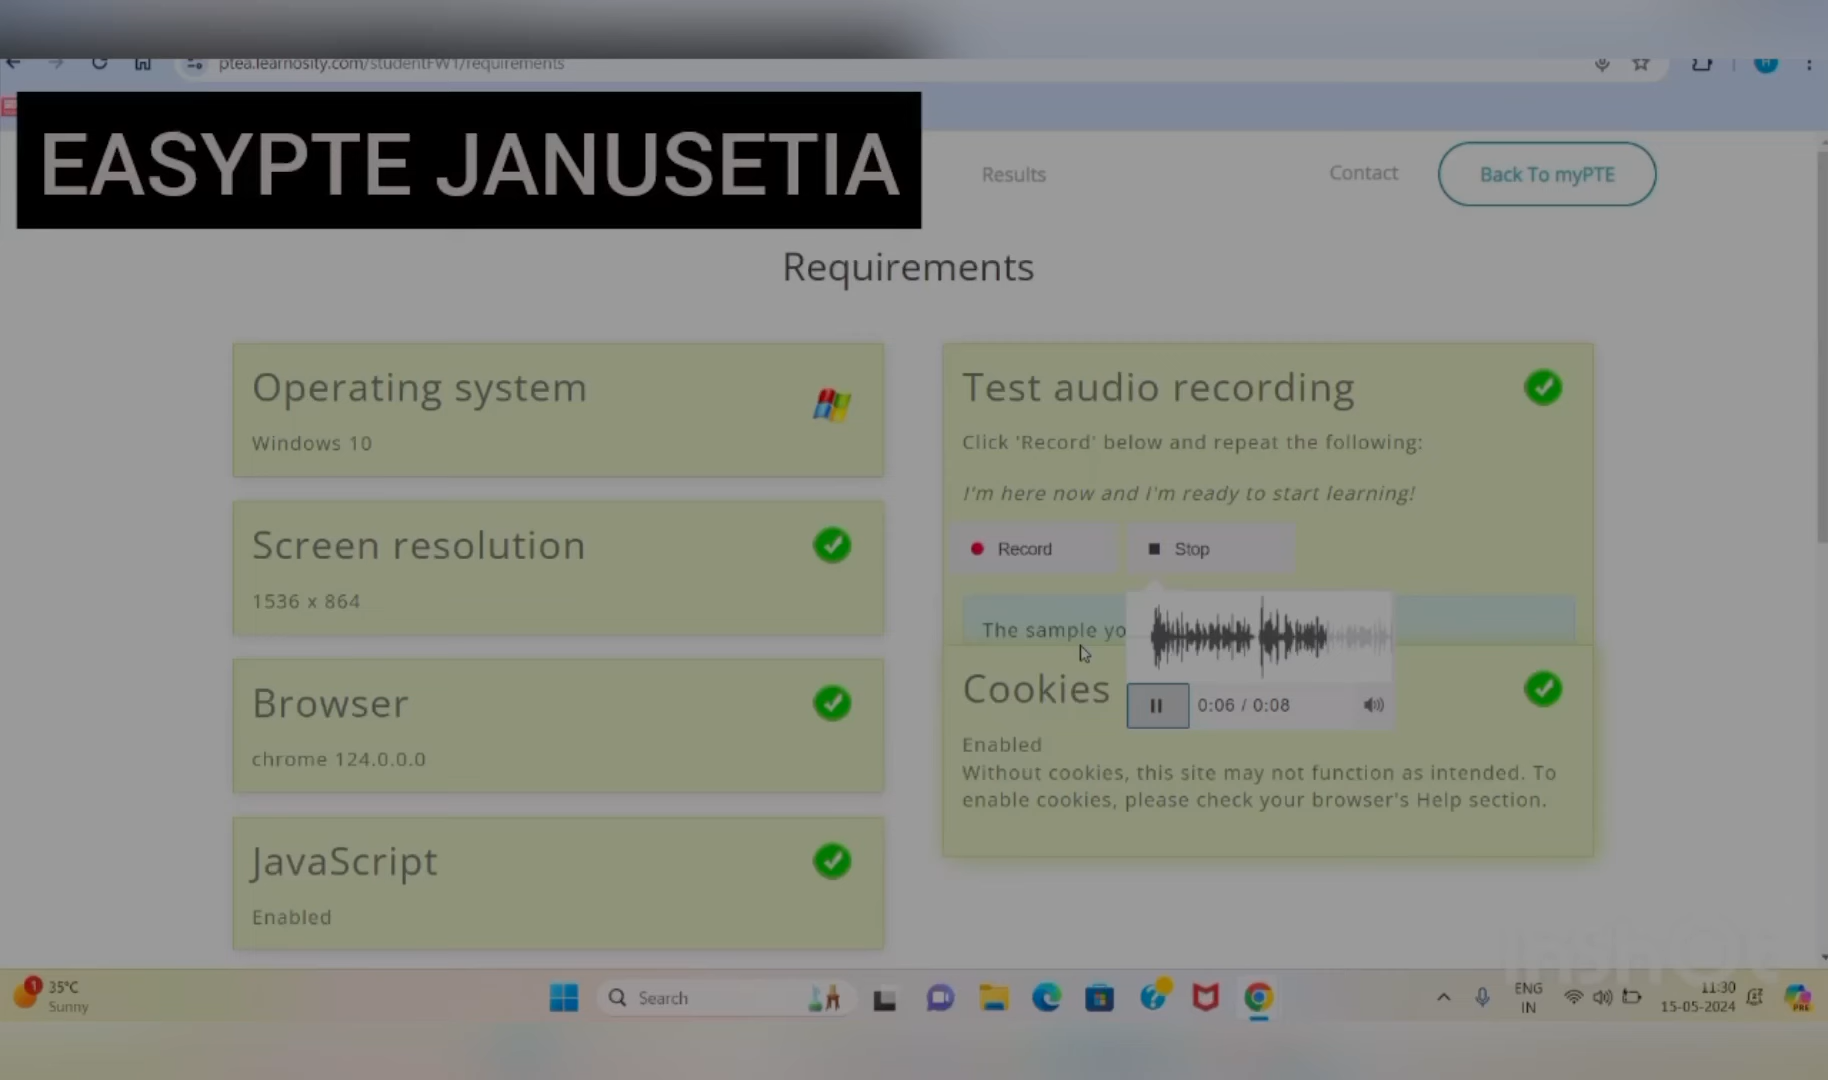 ptea.learnosity.com/studentFW1/requirements
EASYPTE JANUSETIA
Results
Contact
Back To myPTE
Requirements
Operating system
Windows 10
Screen resolution
1536 x 864
Browser
chrome 124.0.0.0
JavaScript
Enabled
Test audio recording
Click 'Record' below and repeat the following:
I'm here now and I'm ready to start learning!
Record
Stop
The sample yo
0:06 / 0:08
Cookies
Enabled
Without cookies, this site may not function as intended. To
enable cookies, please check your browser's Help section.
InshOt
1
35°C
Sunny
Search
ENG
IN
11:30
15-05-2024
PRE